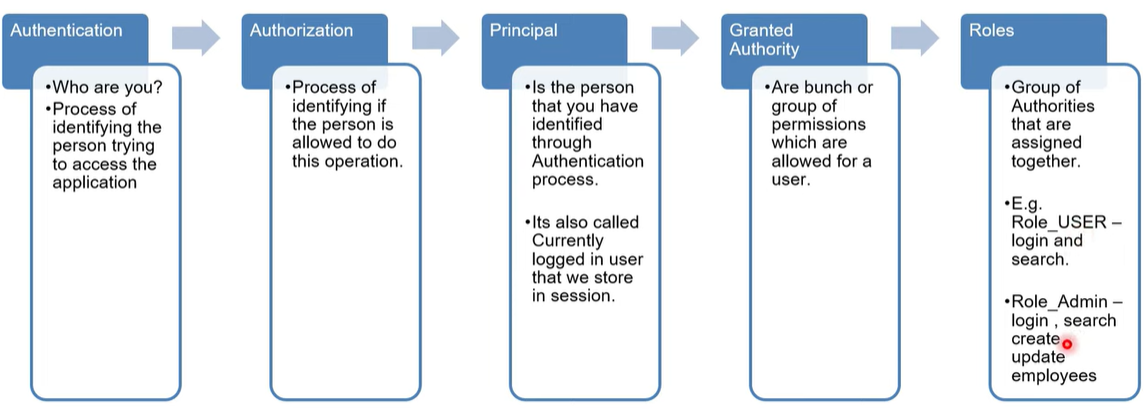 Authentication
•Who are you?
•Process of
identifying the
person trying
to access the
application
Authorization
•Process of
identifying if
the person is
allowed to do
this operation.
Principal
•Is the person
that you have
identified
through
Authentication
process.
•Its also called
Currently
logged in user
that we store
in session.
Granted
Authority
•Are bunch or
group of
permissions
which are
allowed for a
user.
Roles
•Group of
Authorities
that are
assigned
together.
•E.g.
Role_USER –
login and
search.
•Role_Admin –
login , search
create
update
employees